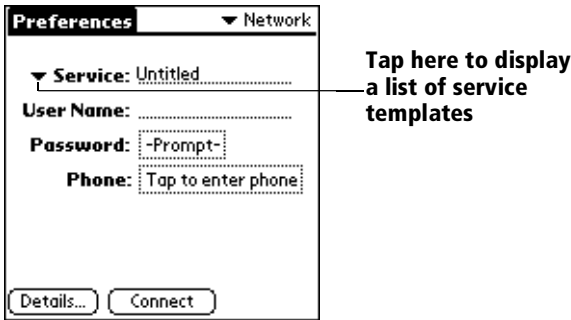 Preferences
Network
Service: Untitled
User Name:
Password: -Prompt-
Phone: Tap to enter phone
Details... Connect
Tap here to display
a list of service
templates